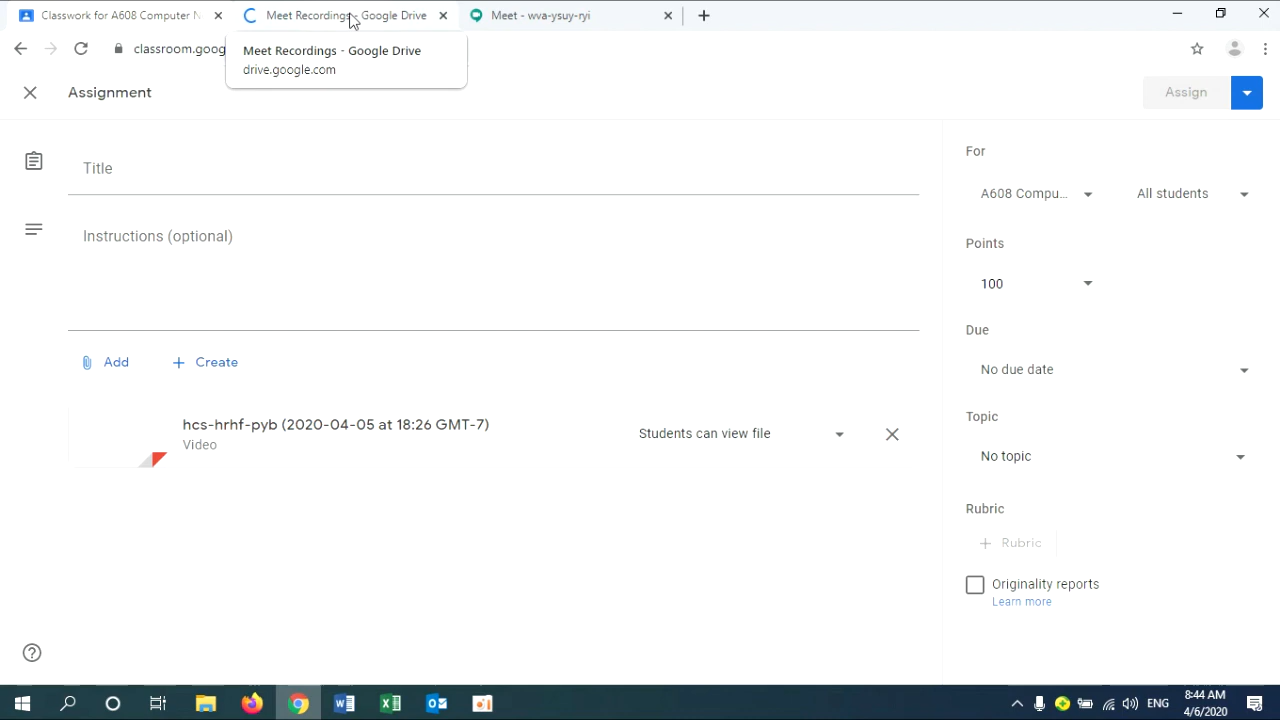 Classwork for A608 Computer N
Meet Recordings - Google Drive
Meet - wva-ysuy-ryi
classroom.goog
Meet Recordings - Google Drive
drive.google.com
Assignment
Assign
For
Title
A608 Compu...
All students
Instructions (optional)
Points
100
Due
Add
Create
No due date
Topic
hcs-hrhf-pyb (2020-04-05 at 18:26 GMT-7)
Video
Students can view file
No topic
Rubric
Rubric
Originality reports
Learn more
ENG
8:44 AM
4/6/2020